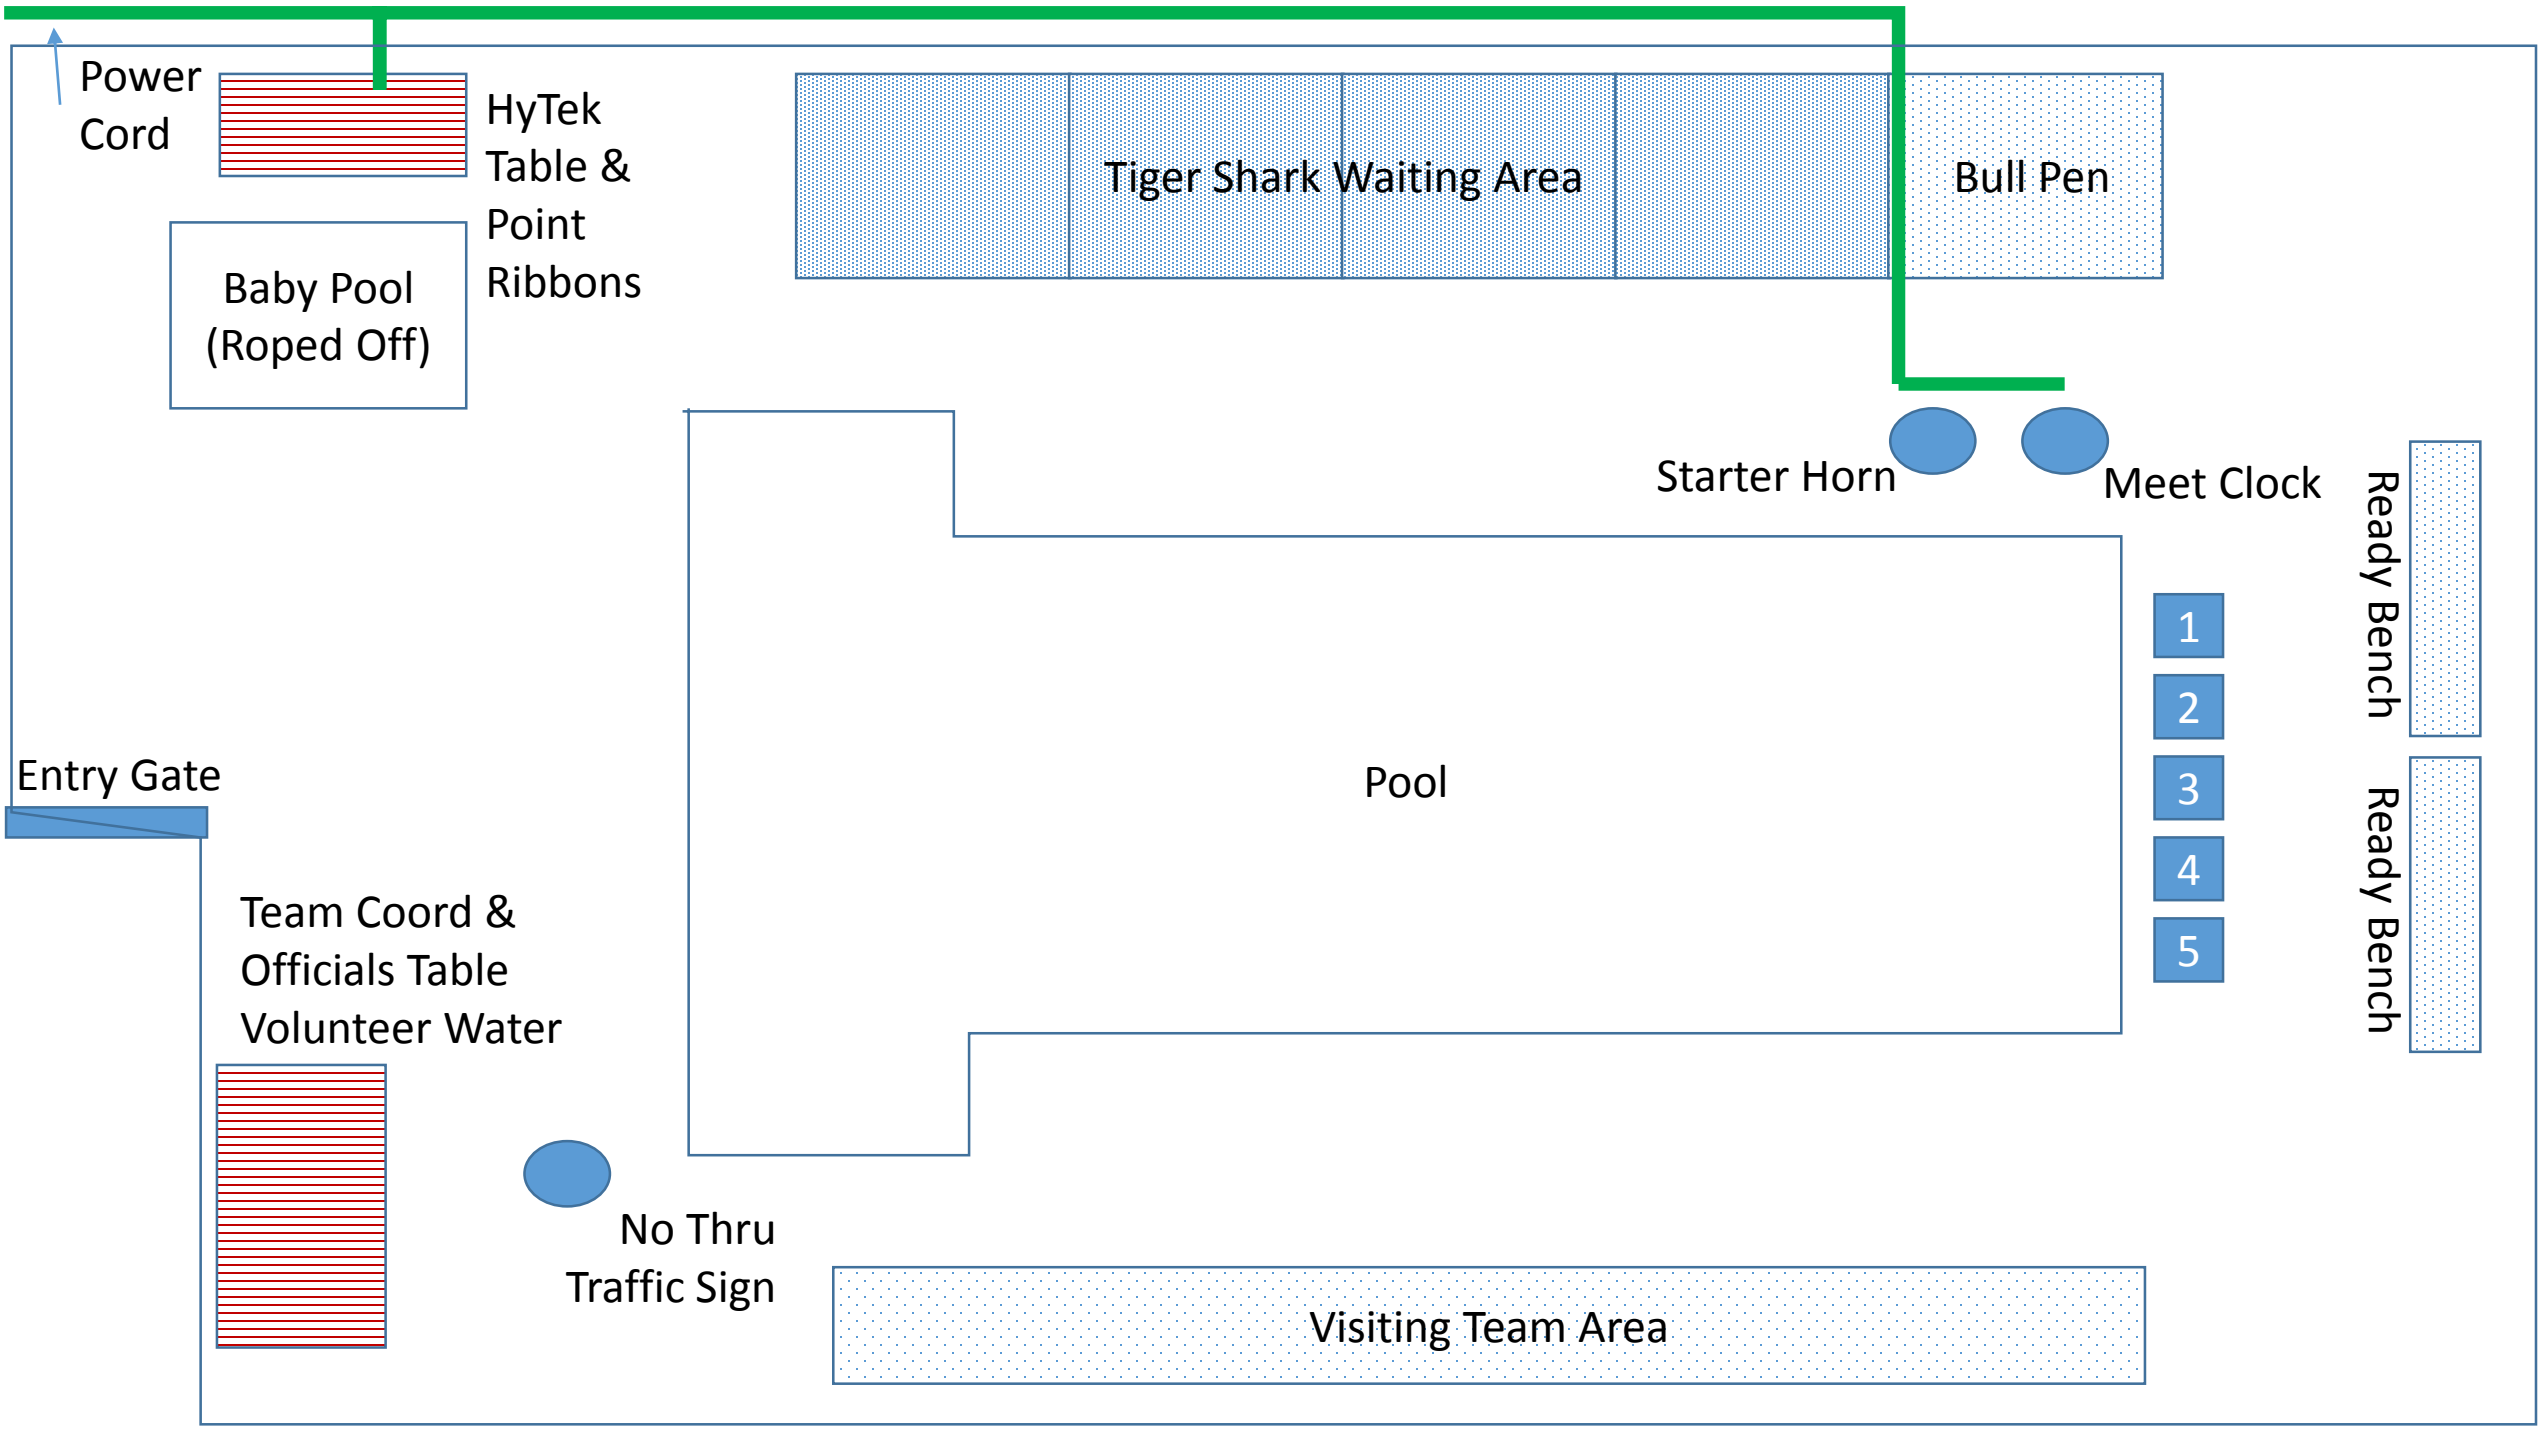 Power
Cord
HyTek
Table &
Point
Ribbons
Tiger Shark Waiting Area
Bull Pen
Baby Pool
(Roped Off)
Starter Horn
Meet Clock
Ready Bench
1
2
3
4
5
Pool
Entry Gate
Ready Bench
Team Coord &
Officials Table
Volunteer Water
No Thru
Traffic Sign
Visiting Team Area